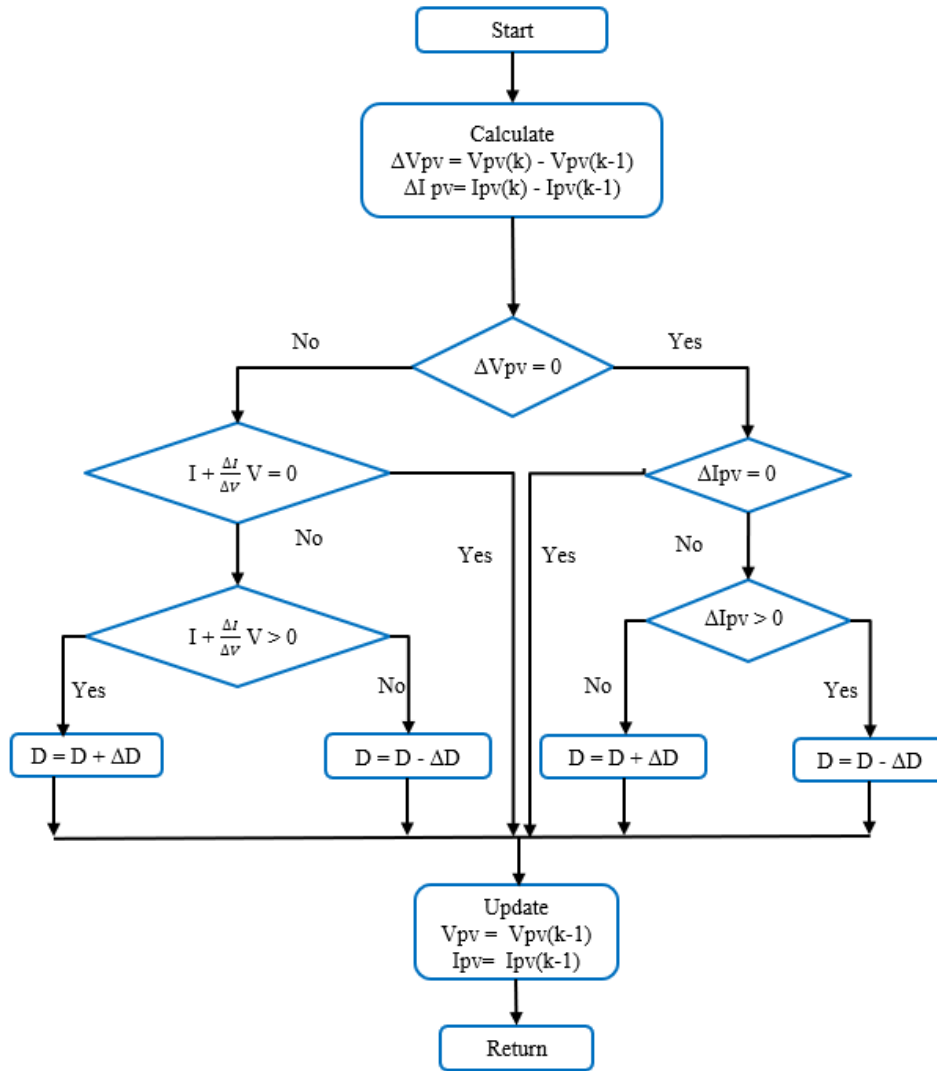 Start
Calculate
ΔVpv = Vpv(k) - Vpv(k-1)
ΔI pv= Ipv(k) - Ipv(k-1)
No
Yes
ΔVpv = 0
I + ΔI/ΔV V = 0
ΔIpv = 0
No
Yes
Yes
No
I + ΔI/ΔV V > 0
ΔIpv > 0
Yes
No
No
Yes
D = D + ΔD
D = D - ΔD
D = D + ΔD
D = D - ΔD
Update
Vpv = Vpv(k-1)
Ipv= Ipv(k-1)
Return